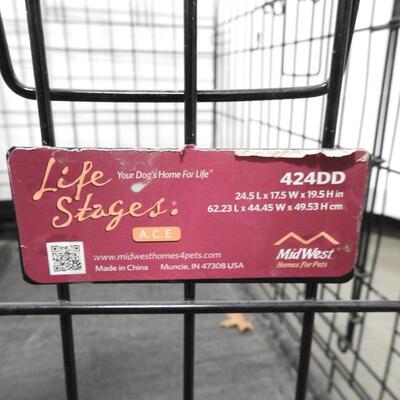 Life Stages®
Your Dog's Home For Life®
A.C.E.
424DD
24.5 L x 17.5 W x 19.5 H in
62.23 L x 44.45 W x 49.53 H cm
www.midwesthomes4pets.com
Made in China Muncie, IN 47308 USA
MidWest
Homes For Pets